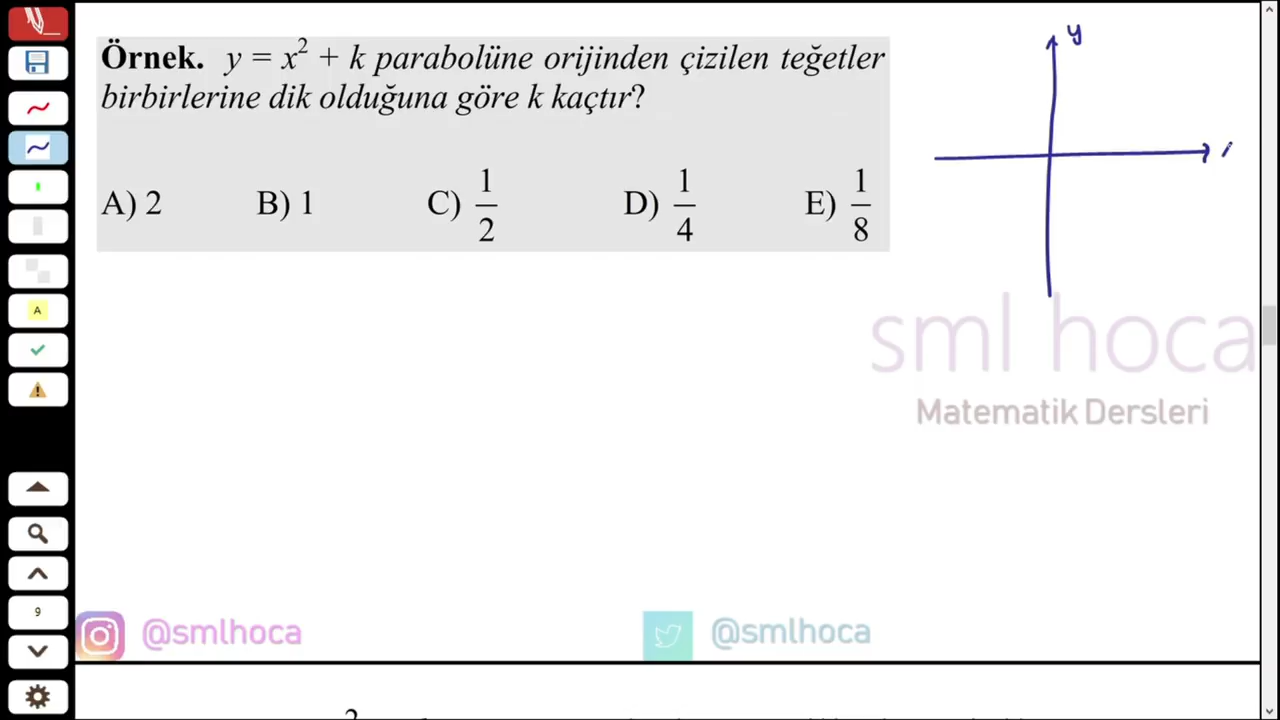 Örnek. y = x² + k parabolüne orijinden çizilen teğetler
birbirlerine dik olduğuna göre k kaçtır?
A) 2 B) 1 C) 1/2 D) 1/4 E) 1/8
y
sml hoca
Matematik Dersleri
A
9
@smlhoca @smlhoca
2